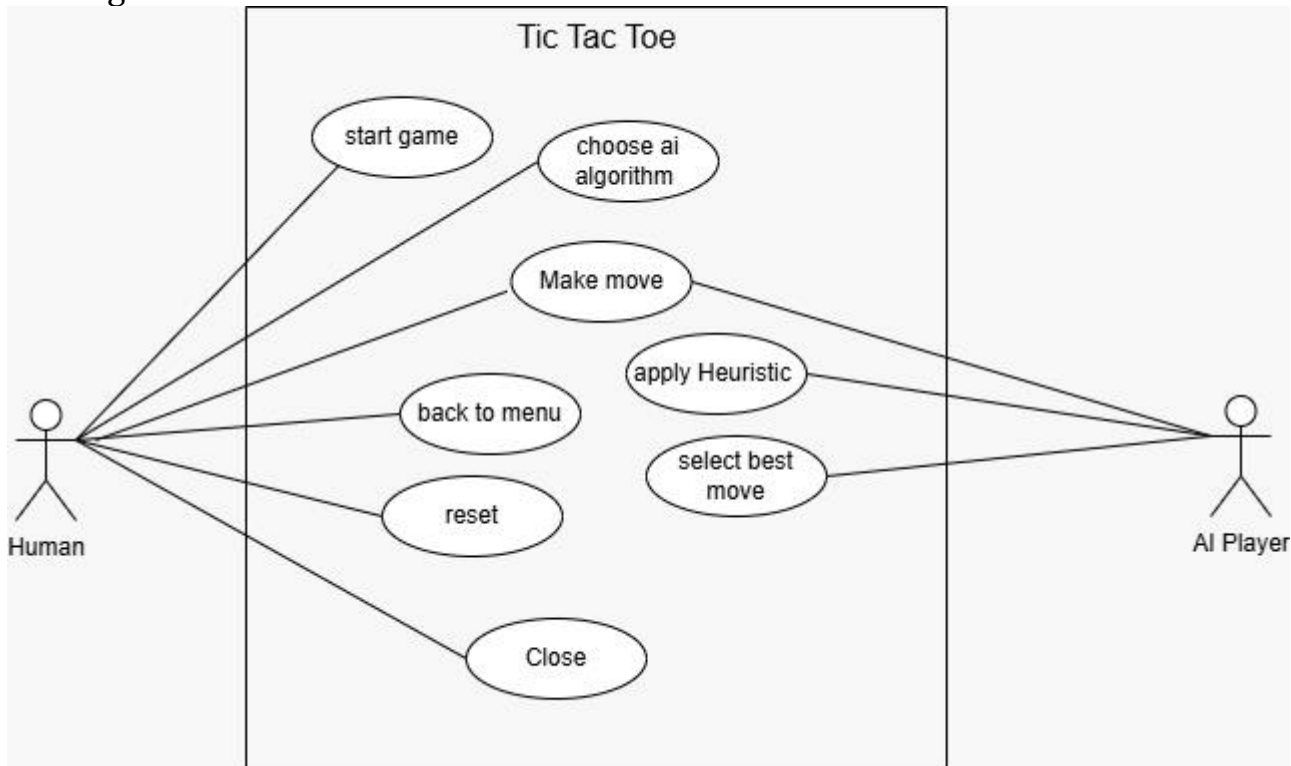 Tic Tac Toe
start game
choose ai
algorithm
Make move
apply Heuristic
back to menu
select best
move
reset
Human
AI Player
Close